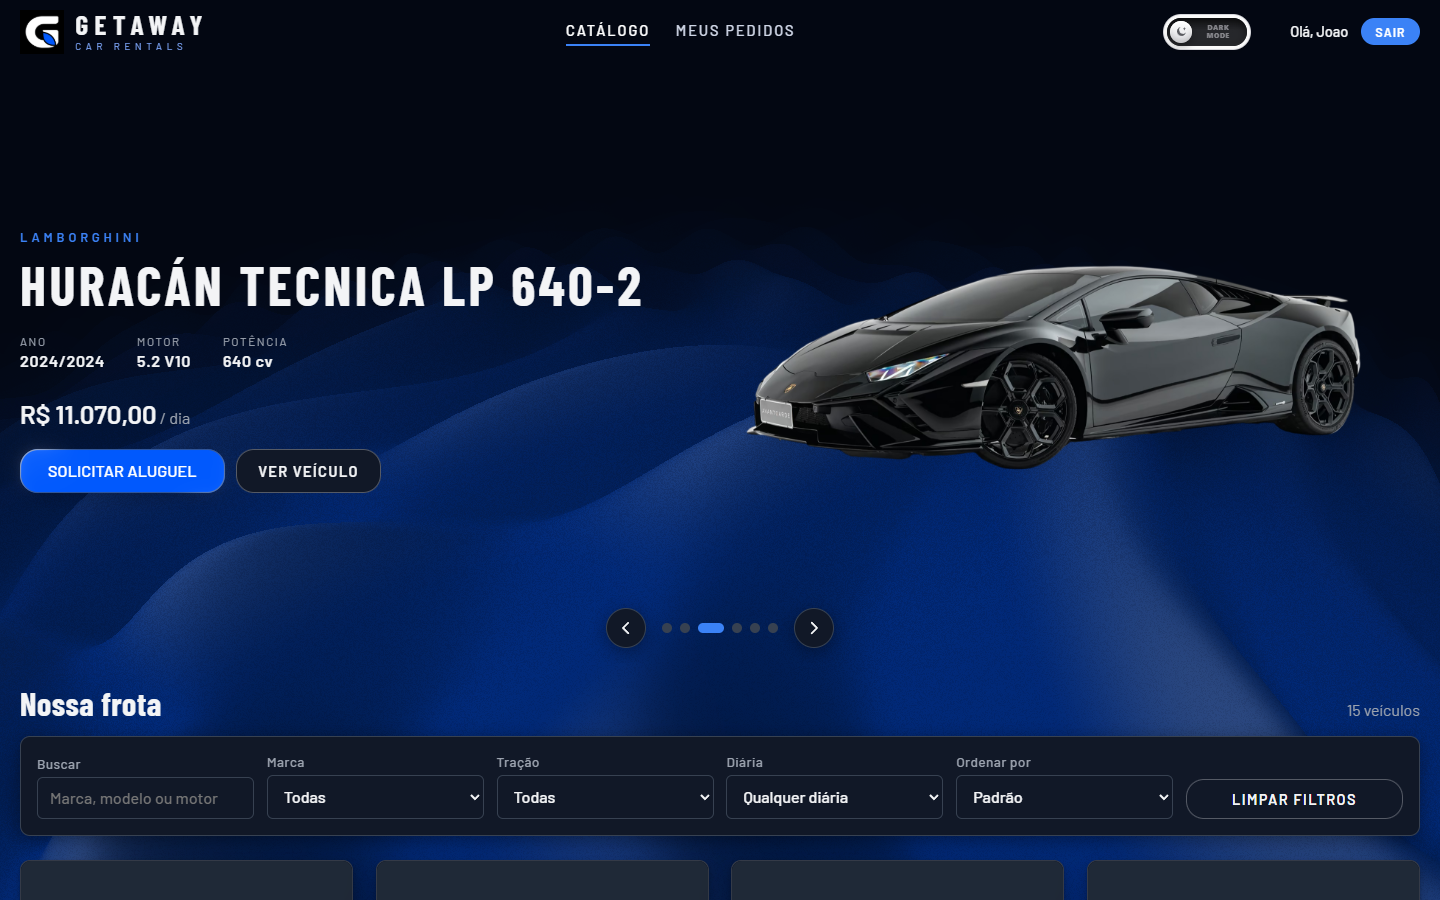 GETAWAY
CAR RENTALS
CATÁLOGO
MEUS PEDIDOS
DARK
MODE
Olá, Joao
SAIR
LAMBORGHINI
HURACÁN TECNICA LP 640-2
ANO
MOTOR
POTÊNCIA
2024/2024
5.2 V10
640 cv
R$ 11.070,00 / dia
SOLICITAR ALUGUEL
VER VEÍCULO
Nossa frota
15 veículos
Buscar
Marca
Tração
Diária
Ordenar por
Marca, modelo ou motor
Todas
Todas
Qualquer diária
Padrão
LIMPAR FILTROS